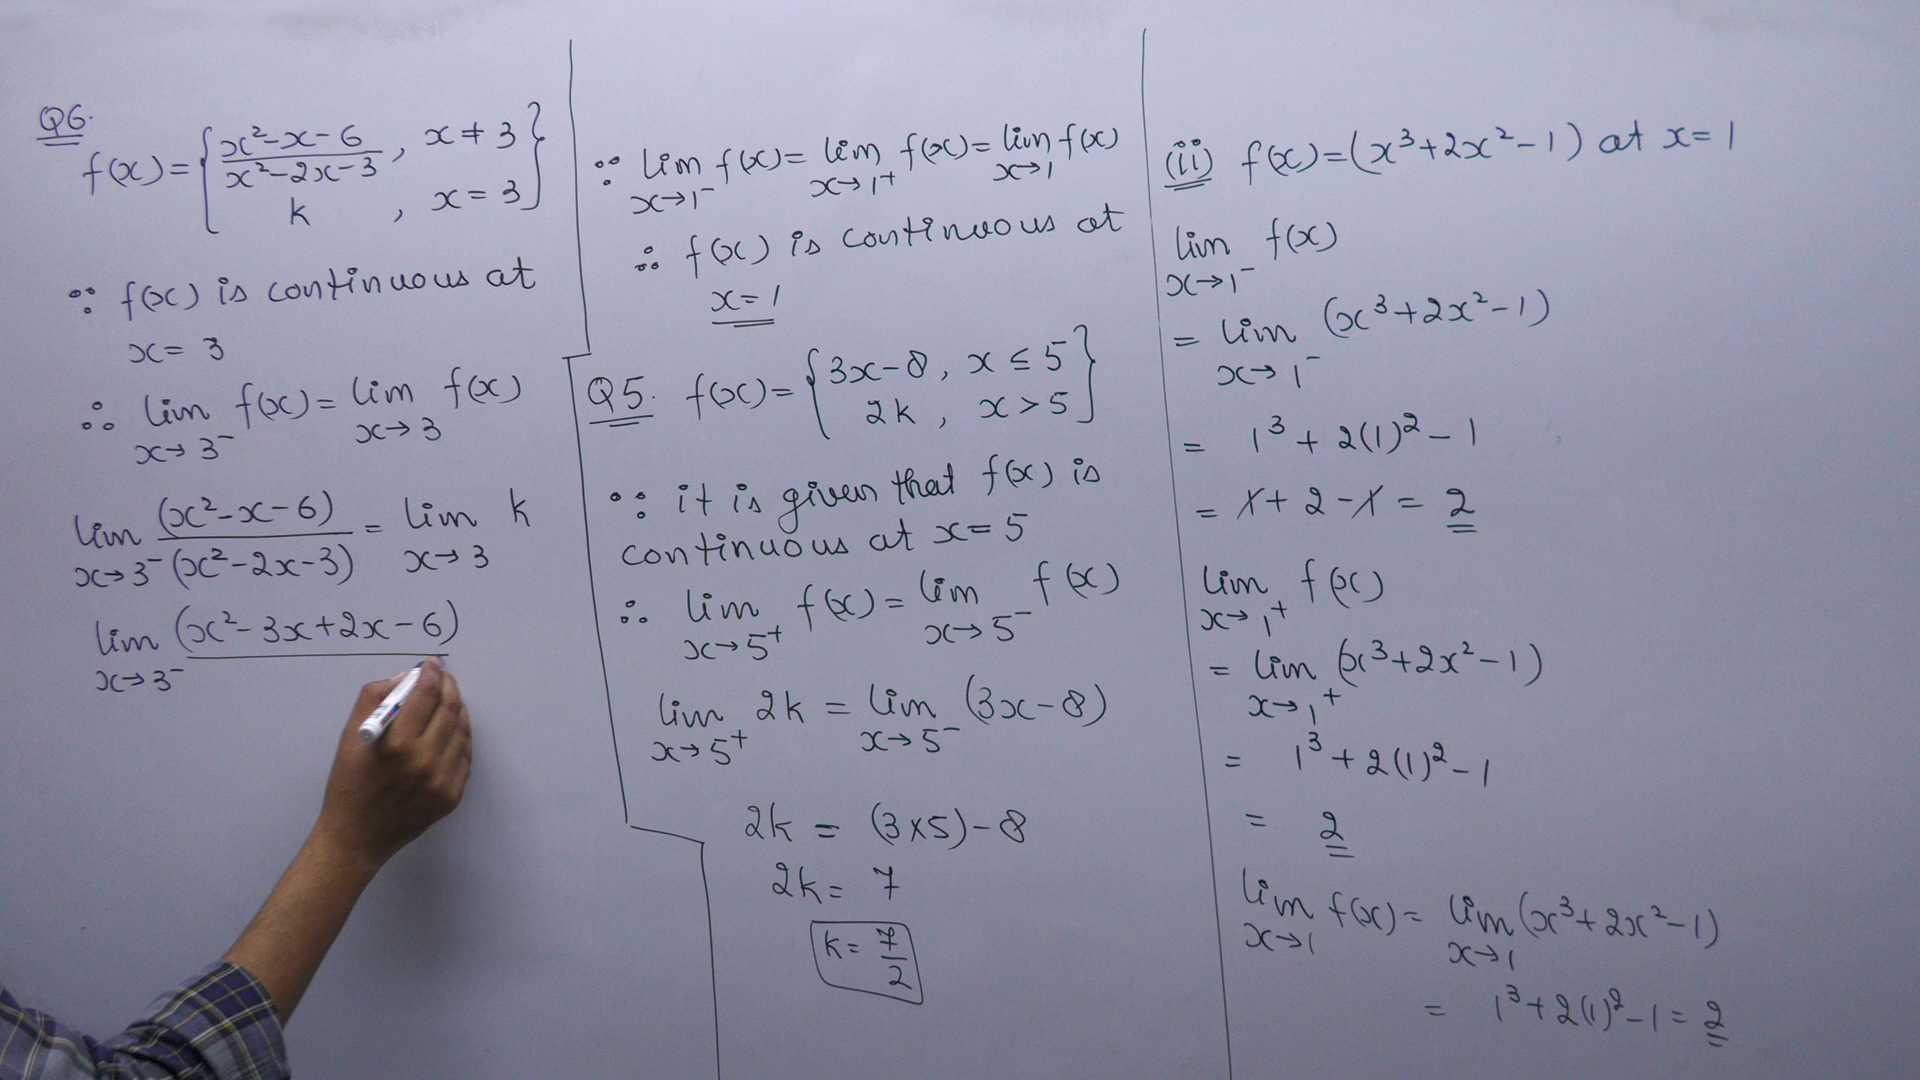 Q6.
f(x) = { x²-x-6 / x²-2x-3 , x ≠ 3 }
k , x = 3
∵ f(x) is continuous at
x = 3
∴ lim x→3⁻ f(x) = lim x→3 f(x)
lim x→3⁻ (x²-x-6) / (x²-2x-3) = lim x→3 k
lim x→3⁻ (x²-3x+2x-6)
∵ lim x→1⁻ f(x) = lim x→1⁺ f(x) = lim x→1 f(x)
∴ f(x) is continuous at
x = 1
Q5. f(x) = { 3x-8 , x ≤ 5 }
2k , x > 5
∵ it is given that f(x) is
continuous at x = 5
∴ lim x→5⁺ f(x) = lim x→5⁻ f(x)
lim x→5⁺ 2k = lim x→5⁻ (3x-8)
2k = (3×5)-8
2k = 7
k = 7/2
(ii) f(x) = (x³+2x²-1) at x = 1
lim x→1⁻ f(x)
= lim x→1⁻ (x³+2x²-1)
= 1³+2(1)²-1
= 1+2-1 = 2
lim x→1⁺ f(x)
= lim x→1⁺ (x³+2x²-1)
= 1³+2(1)²-1
= 2
lim x→1 f(x) = lim x→1 (x³+2x²-1)
= 1³+2(1)²-1 = 2